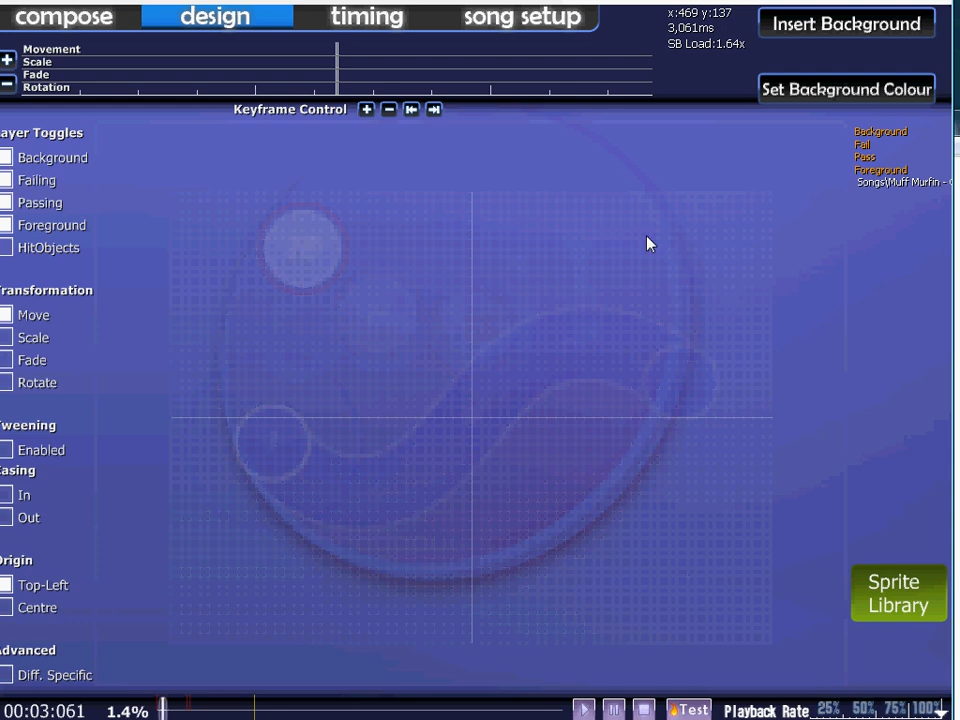 compose design timing song setup
x:469 y:137
3,061ms
SB Load:1.64x
Insert Background
Set Background Colour
Movement
Scale
Fade
Rotation
Keyframe Control
ayer Toggles
Background
Failing
Passing
Foreground
HitObjects
ransformation
Move
Scale
Fade
Rotate
weening
Enabled
asing
In
Out
Origin
Top-Left
Centre
Advanced
Diff. Specific
Background
Fail
Pass
Foreground
Songs\Muff Murfin -
Sprite
Library
00:03:061 1.4%
Test
Playback Rate 25% 50% 75% 100%